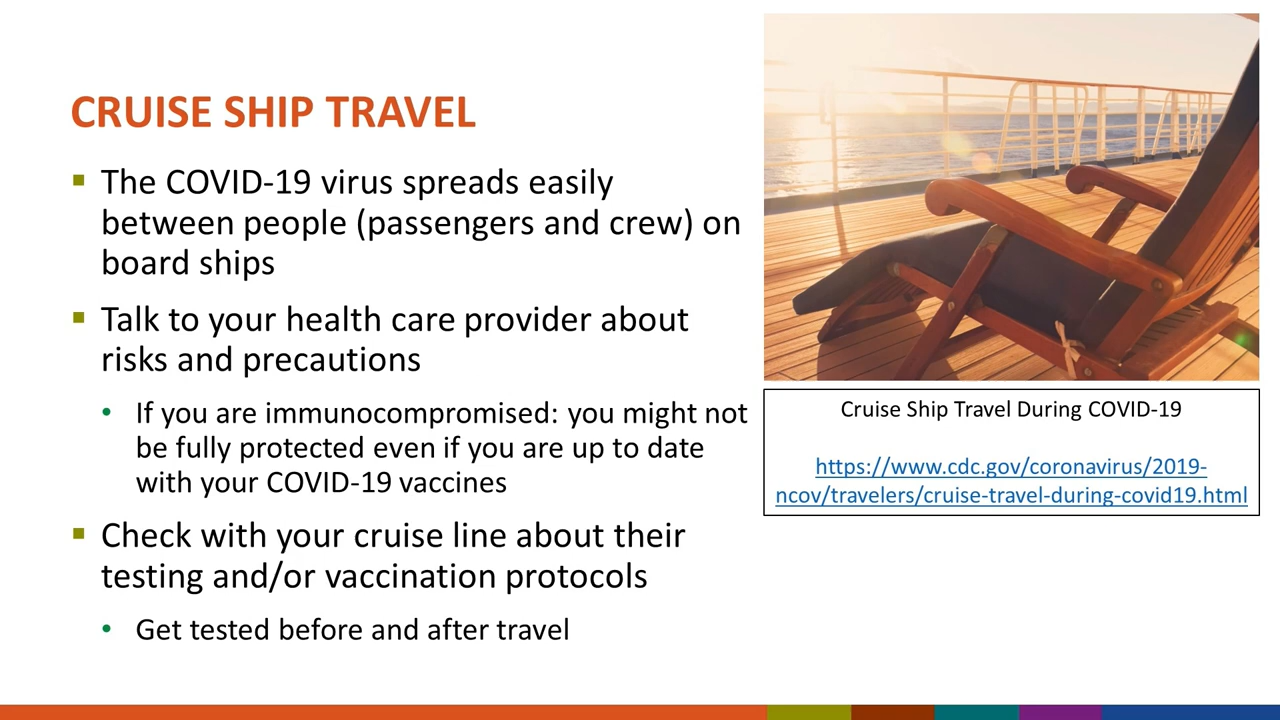 CRUISE SHIP TRAVEL
▪ The COVID-19 virus spreads easily
between people (passengers and crew) on
board ships
▪ Talk to your health care provider about
risks and precautions
• If you are immunocompromised: you might not
be fully protected even if you are up to date
with your COVID-19 vaccines
▪ Check with your cruise line about their
testing and/or vaccination protocols
• Get tested before and after travel
Cruise Ship Travel During COVID-19
https://www.cdc.gov/coronavirus/2019-
ncov/travelers/cruise-travel-during-covid19.html